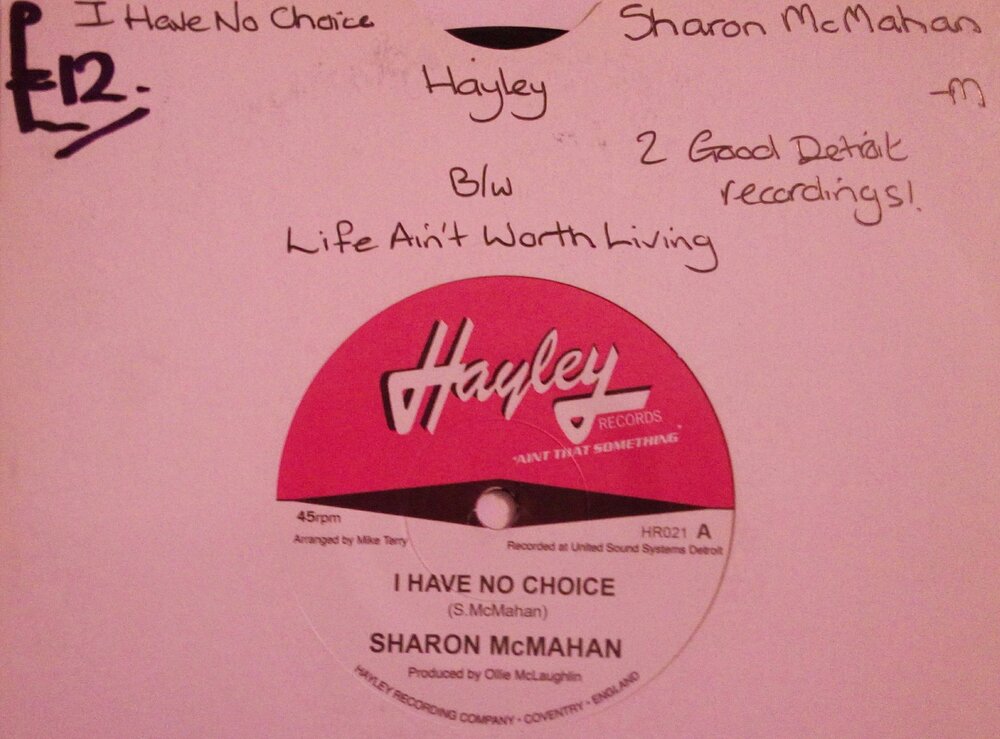 I Have No Choice
Sharon McMahan
£12.
Hayley
-M
2 Good Detroit
recordings!
B/w
Life Ain't Worth Living
Hayley
RECORDS
"AINT THAT SOMETHING"
45rpm
HR021 A
Arranged by Mike Terry
Recorded at United Sound Systems Detroit
I HAVE NO CHOICE
(S.McMahan)
SHARON McMAHAN
Produced by Ollie McLaughlin
HAYLEY RECORDING COMPANY · COVENTRY · ENGLAND